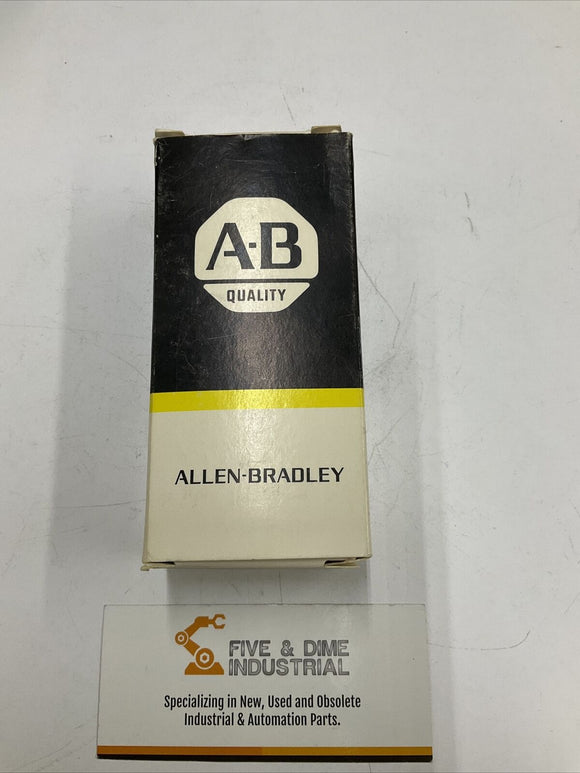 A-B
QUALITY
ALLEN-BRADLEY
FIVE & DIME
INDUSTRIAL
Specializing in New, Used and Obsolete
Industrial & Automation Parts.